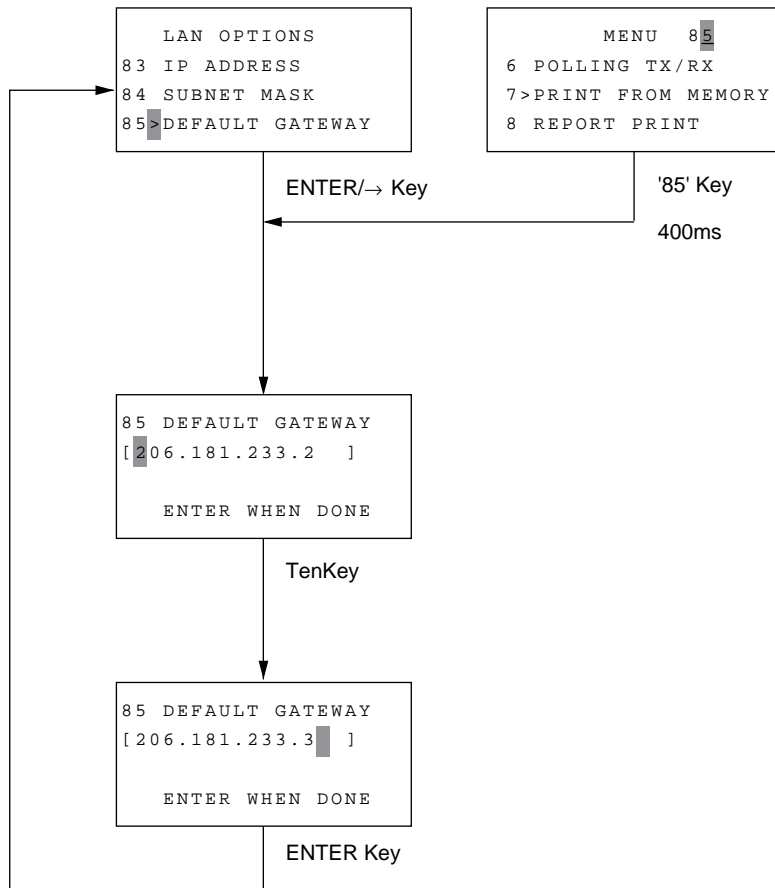 LAN OPTIONS
83 IP ADDRESS
84 SUBNET MASK
85>DEFAULT GATEWAY
MENU 85
6 POLLING TX/RX
7>PRINT FROM MEMORY
8 REPORT PRINT
ENTER/→ Key
'85' Key
400ms
85 DEFAULT GATEWAY
[206.181.233.2 ]
ENTER WHEN DONE
TenKey
85 DEFAULT GATEWAY
[206.181.233.3 ]
ENTER WHEN DONE
ENTER Key